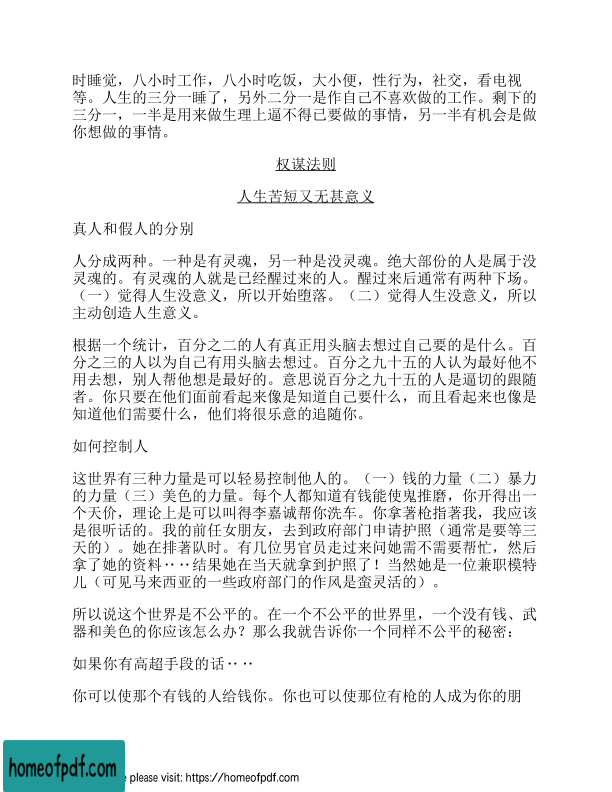 时睡觉，八小时工作，八小时吃饭，大小便，性行为，社交，看电视
等。人生的三分一睡了，另外二分一是作自己不喜欢做的工作。剩下的
三分一，一半是用来做生理上逼不得已要做的事情，另一半有机会是做
你想做的事情。
权谋法则
人生苦短又无甚意义
真人和假人的分别
人分成两种。一种是有灵魂，另一种是没灵魂。绝大部份的人是属于没
灵魂的。有灵魂的人就是已经醒过来的人。醒过来后通常有两种下场。
（一）觉得人生没意义，所以开始堕落。（二）觉得人生没意义，所以
主动创造人生意义。
根据一个统计，百分之二的人有真正用头脑去想过自己要的是什么。百
分之三的人以为自己有用头脑去想过。百分之九十五的人认为最好他不
用去想，别人帮他想是最好的。意思说百分之九十五的人是逼切的跟随
者。你只要在他们面前看起来像是知道自己要什么，而且看起来也像是
知道他们需要什么，他们将很乐意的追随你。
如何控制人
这世界有三种力量是可以轻易控制他人的。（一）钱的力量（二）暴力
的力量（三）美色的力量。每个人都知道有钱能使鬼推磨，你开得出一
个天价，理论上是可以叫得李嘉诚帮你洗车。你拿著枪指著我，我应该
是很听话的。我的前任女朋友，去到政府部门申请护照（通常是要等三
天的）。她在排著队时。有几位男官员走过来问她需不需要帮忙，然后
拿了她的资料‥‥结果她在当天就拿到护照了！当然她是一位兼职模特
儿（可见马来西亚的一些政府部门的作风是蛮灵活的）。
所以说这个世界是不公平的。在一个不公平的世界里，一个没有钱、武
器和美色的你应该怎么办？那么我就告诉你一个同样不公平的秘密：
如果你有高超手段的话‥‥
你可以使那个有钱的人给钱你。你也可以使那位有枪的人成为你的朋
homeofpdf.com
e please visit: https://homeofpdf.com